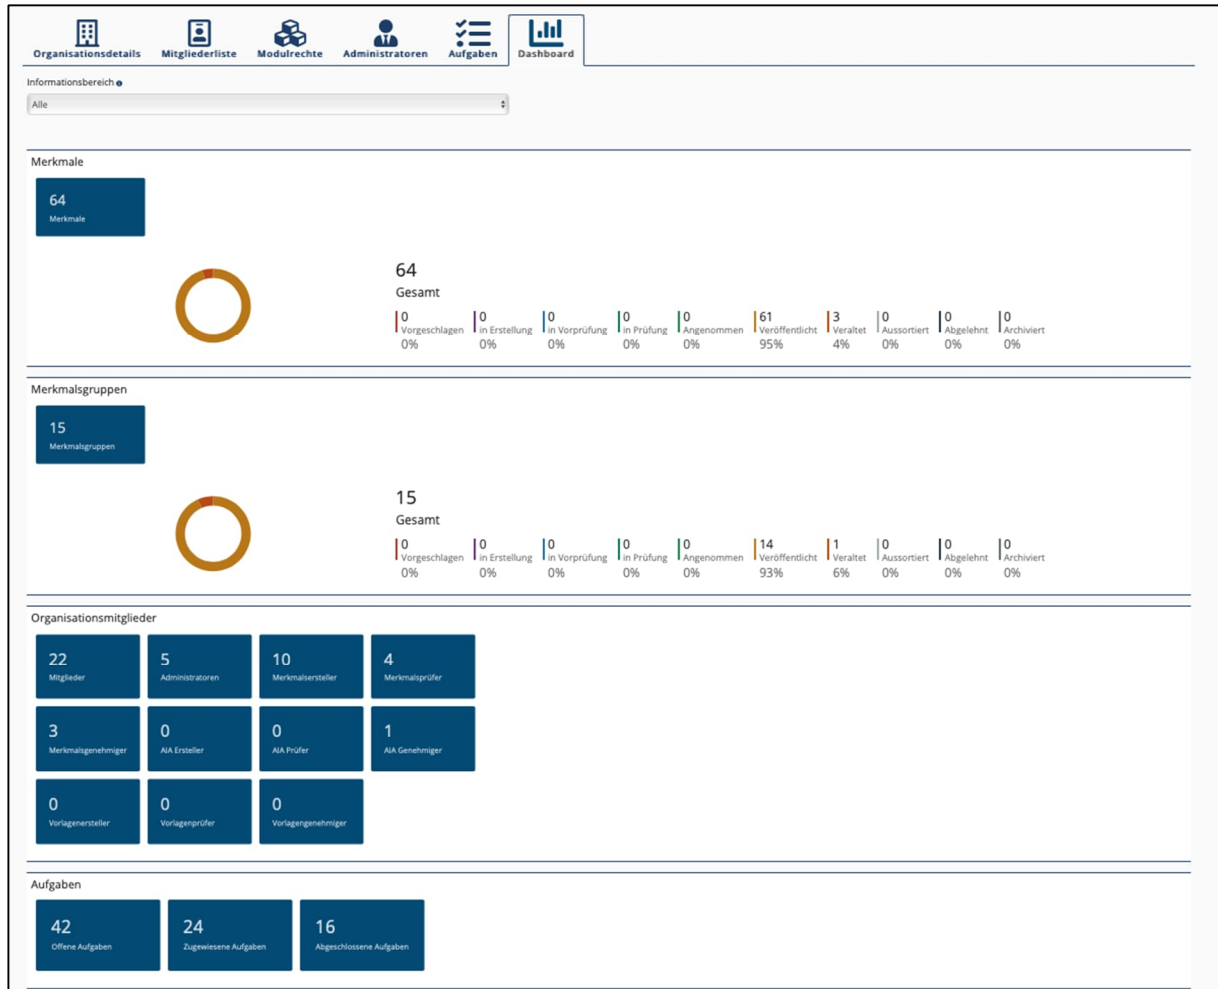 Organisationsdetails Mitgliederliste Modulrechte Administratoren Aufgaben Dashboard
Informationsbereich
Alle
Merkmale
64
Merkmale
64
Gesamt
0 0 0 0 0 61 3 0 0 0
Vorgeschlagen in Erstellung in Vorprüfung in Prüfung Angenommen Veröffentlicht Veraltet Aussortiert Abgelehnt Archiviert
0% 0% 0% 0% 0% 95% 4% 0% 0% 0%
Merkmalsgruppen
15
Merkmalsgruppen
15
Gesamt
0 0 0 0 0 14 1 0 0 0
Vorgeschlagen in Erstellung in Vorprüfung in Prüfung Angenommen Veröffentlicht Veraltet Aussortiert Abgelehnt Archiviert
0% 0% 0% 0% 0% 93% 6% 0% 0% 0%
Organisationsmitglieder
22 5 10 4
Mitglieder Administratoren Merkmalsersteller Merkmalsprüfer
3 0 0 1
Merkmalsgenehmiger AIA Ersteller AIA Prüfer AIA Genehmiger
0 0 0
Vorlagenersteller Vorlagenprüfer Vorlagengenehmiger
Aufgaben
42 24 16
Offene Aufgaben Zugewiesene Aufgaben Abgeschlossene Aufgaben